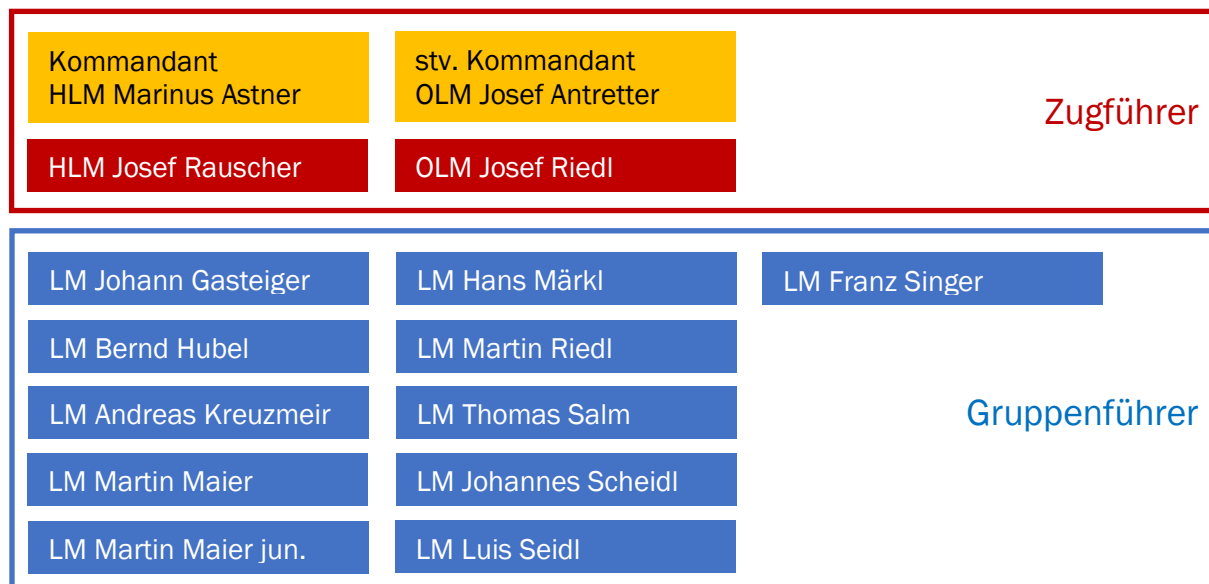 Kommandant
HLM Marinus Astner
stv. Kommandant
OLM Josef Antretter
Zugführer
HLM Josef Rauscher
OLM Josef Riedl
LM Johann Gasteiger
LM Hans Märkl
LM Franz Singer
LM Bernd Hubel
LM Martin Riedl
LM Andreas Kreuzmeir
LM Thomas Salm
Gruppenführer
LM Martin Maier
LM Johannes Scheidl
LM Martin Maier jun.
LM Luis Seidl